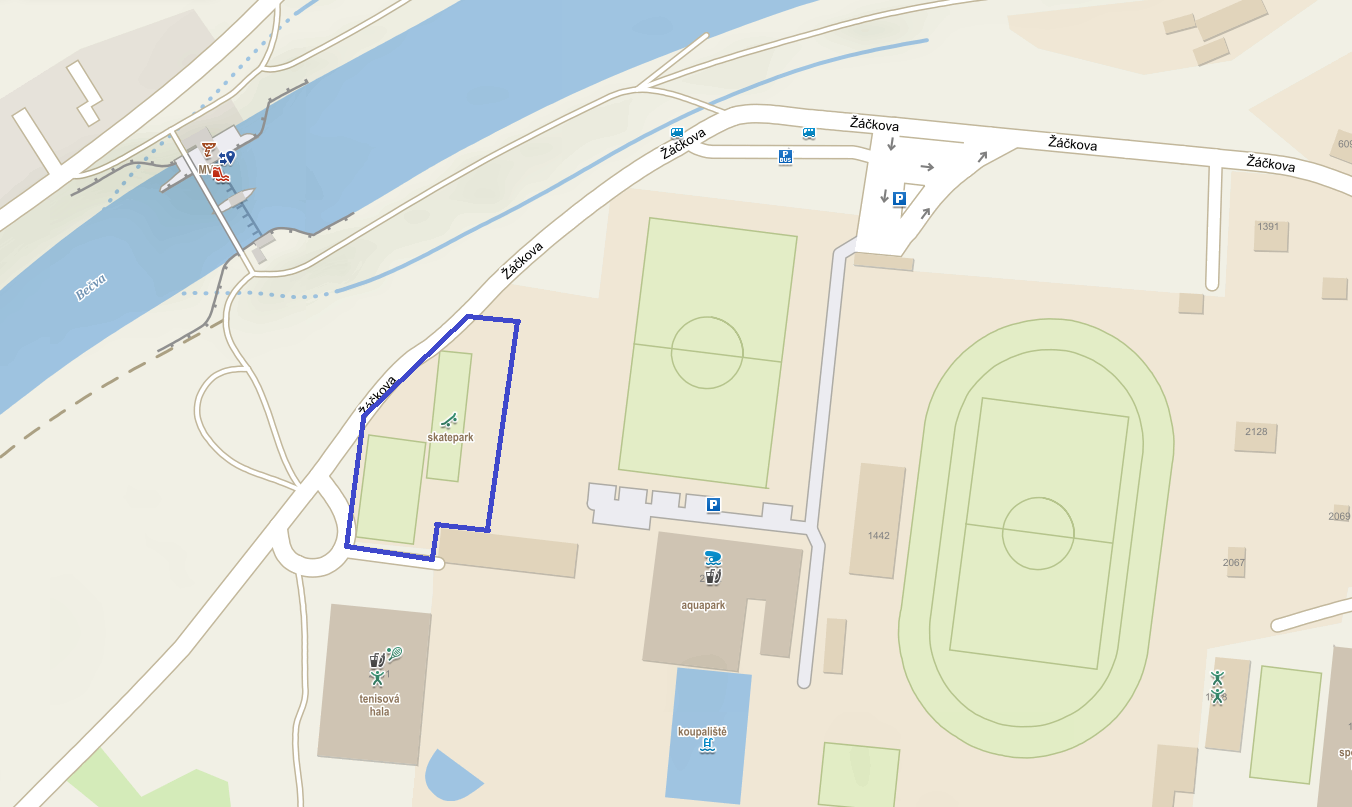 Žáčkova
Žáčkova
Žáčkova
P
BUS
Žáčkova
609
P
MV
1391
Žáčkova
Bečva
Žáčkova
skatepark
2128
P
2069
1442
2067
aquapark
tenisová
hala
koupaliště